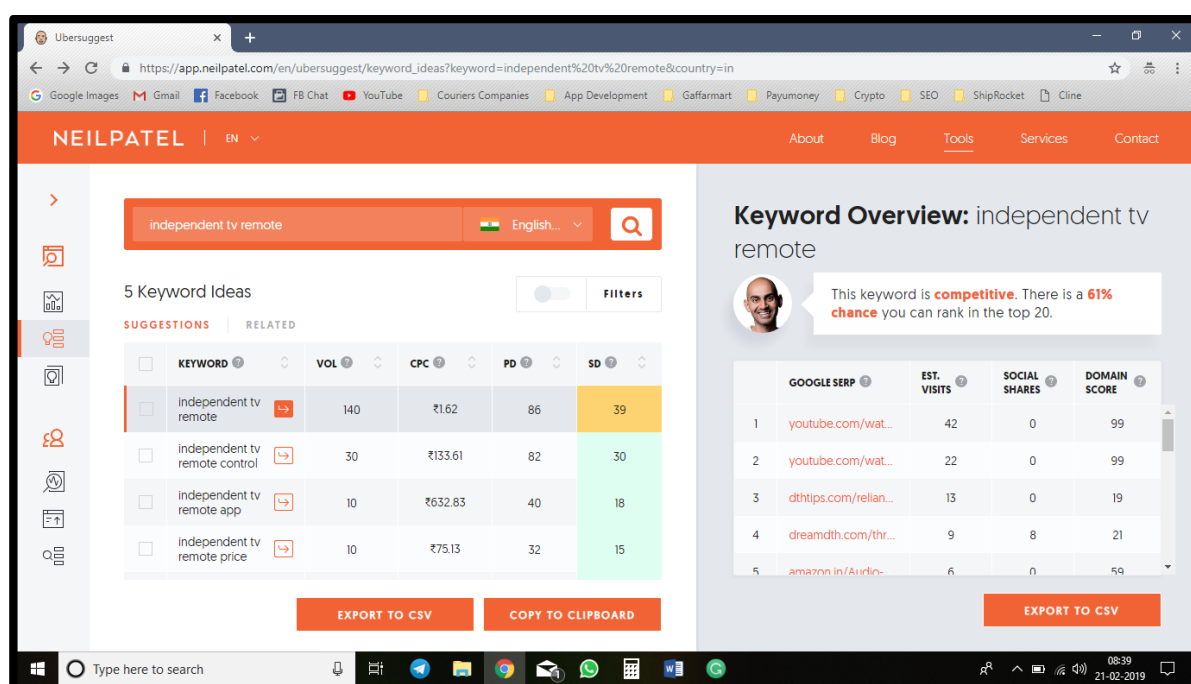 Ubersuggest
https://app.neilpatel.com/en/ubersuggest/keyword_ideas?keyword=independent%20tv%20remote&country=in
Google Images Gmail Facebook FB Chat YouTube Couriers Companies App Development Gaffarmart Payumoney Crypto SEO ShipRocket Cline
NEILPATEL | EN About Blog Tools Services Contact
independent tv remote English...
5 Keyword Ideas Filters
SUGGESTIONS RELATED
KEYWORD VOL CPC PD SD
independent tv
remote 140 ₹1.62 86 39
independent tv
remote control 30 ₹133.61 82 30
independent tv
remote app 10 ₹632.83 40 18
independent tv
remote price 10 ₹75.13 32 15
EXPORT TO CSV COPY TO CLIPBOARD
Keyword Overview: independent tv
remote
This keyword is competitive. There is a 61%
chance you can rank in the top 20.
GOOGLE SERP EST. VISITS SOCIAL SHARES DOMAIN SCORE
1 youtube.com/wat... 42 0 99
2 youtube.com/wat... 22 0 99
3 dthtips.com/relian... 13 0 19
4 dreamdth.com/thr... 9 8 21
5 amazon.in/Audio-... 6 0 59
EXPORT TO CSV
Type here to search
08:39
21-02-2019